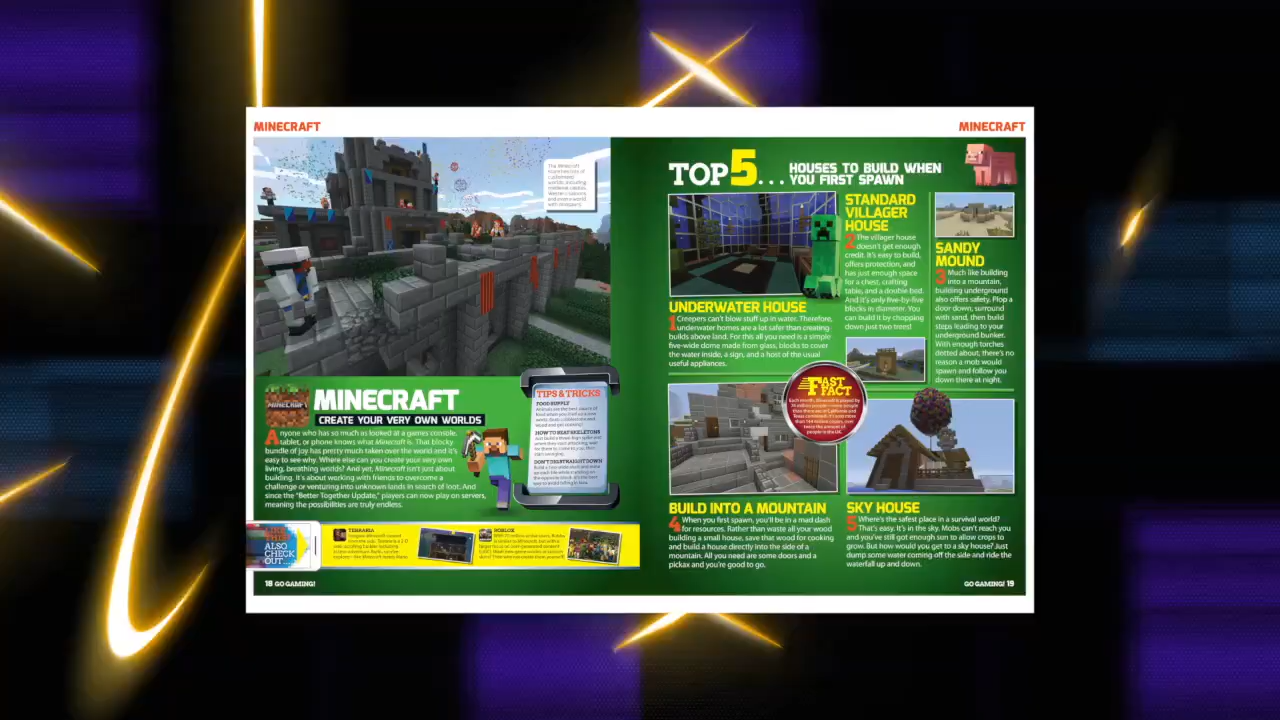 MINECRAFT
MINECRAFT
The Minecraft
MINECRAFT
MINECRAFT
CREATE YOUR VERY OWN WORLDS
Anyone who has so much as looked at a games console,
tablet, or phone knows what Minecraft is. That blocky
bundle of joy has pretty much taken over the world and it's
easy to see why. Where else can you create your very own
living, breathing worlds? And yet, Minecraft isn't just about
building. It's about working with friends to overcome a
challenge or venturing into unknown lands in search of loot. And
since the "Better Together Update," players can now play on servers,
meaning the possibilities are truly endless.
TIPS & TRICKS
FOOD SUPPLY
HOW TO BEAT SKELETONS
DON'T DIG STRAIGHT DOWN
LIKE
THIS?
ALSO
CHECK
OUT...
TERRARIA
ROBLOX
18 GO GAMING!
TOP 5... HOUSES TO BUILD WHEN
YOU FIRST SPAWN
UNDERWATER HOUSE
1 Creepers can't blow stuff up in water. Therefore,
underwater homes are a lot safer than creating
builds above land. For this all you need is a simple
five-wide dome made from glass, blocks to cover
the water inside, a sign, and a host of the usual
useful appliances.
STANDARD
VILLAGER
HOUSE
2 The villager house
doesn't get enough
credit. It's easy to build,
offers protection, and
has just enough space
for a chest, crafting
table, and a double bed.
And it's only five-by-five
blocks in diameter. You
can build it by chopping
down just two trees!
SANDY
MOUND
3 Much like building
into a mountain,
building underground
also offers safety. Plop a
door down, surround
with sand, then build
steps leading to your
underground bunker.
With enough torches
dotted about, there's no
reason a mob would
spawn and follow you
down there at night.
FAST
FACT
BUILD INTO A MOUNTAIN
4 When you first spawn, you'll be in a mad dash
for resources. Rather than waste all your wood
building a small house, save that wood for cooking
and build a house directly into the side of a
mountain. All you need are some doors and a
pickax and you're good to go.
SKY HOUSE
5 Where's the safest place in a survival world?
That's easy. It's in the sky. Mobs can't reach you
and you've still got enough sun to allow crops to
grow. But how would you get to a sky house? Just
dump some water coming off the side and ride the
waterfall up and down.
GO GAMING! 19